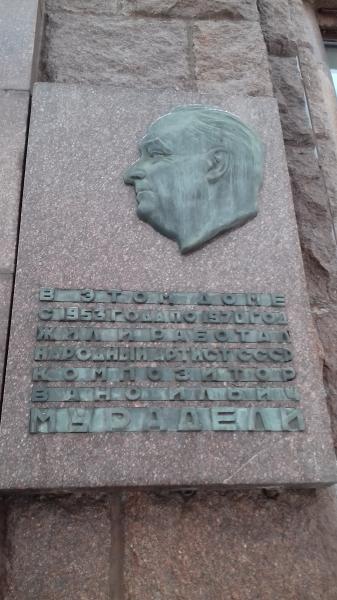 В ЭТОМ ДОМЕ
С 1953 ГОДА ПО 1970 ГОД
ЖИЛ И РАБОТАЛ
НАРОДНЫЙ АРТИСТ СССР
КОМПОЗИТОР
ВАНО ИЛЬИЧ
МУРАДЕЛИ